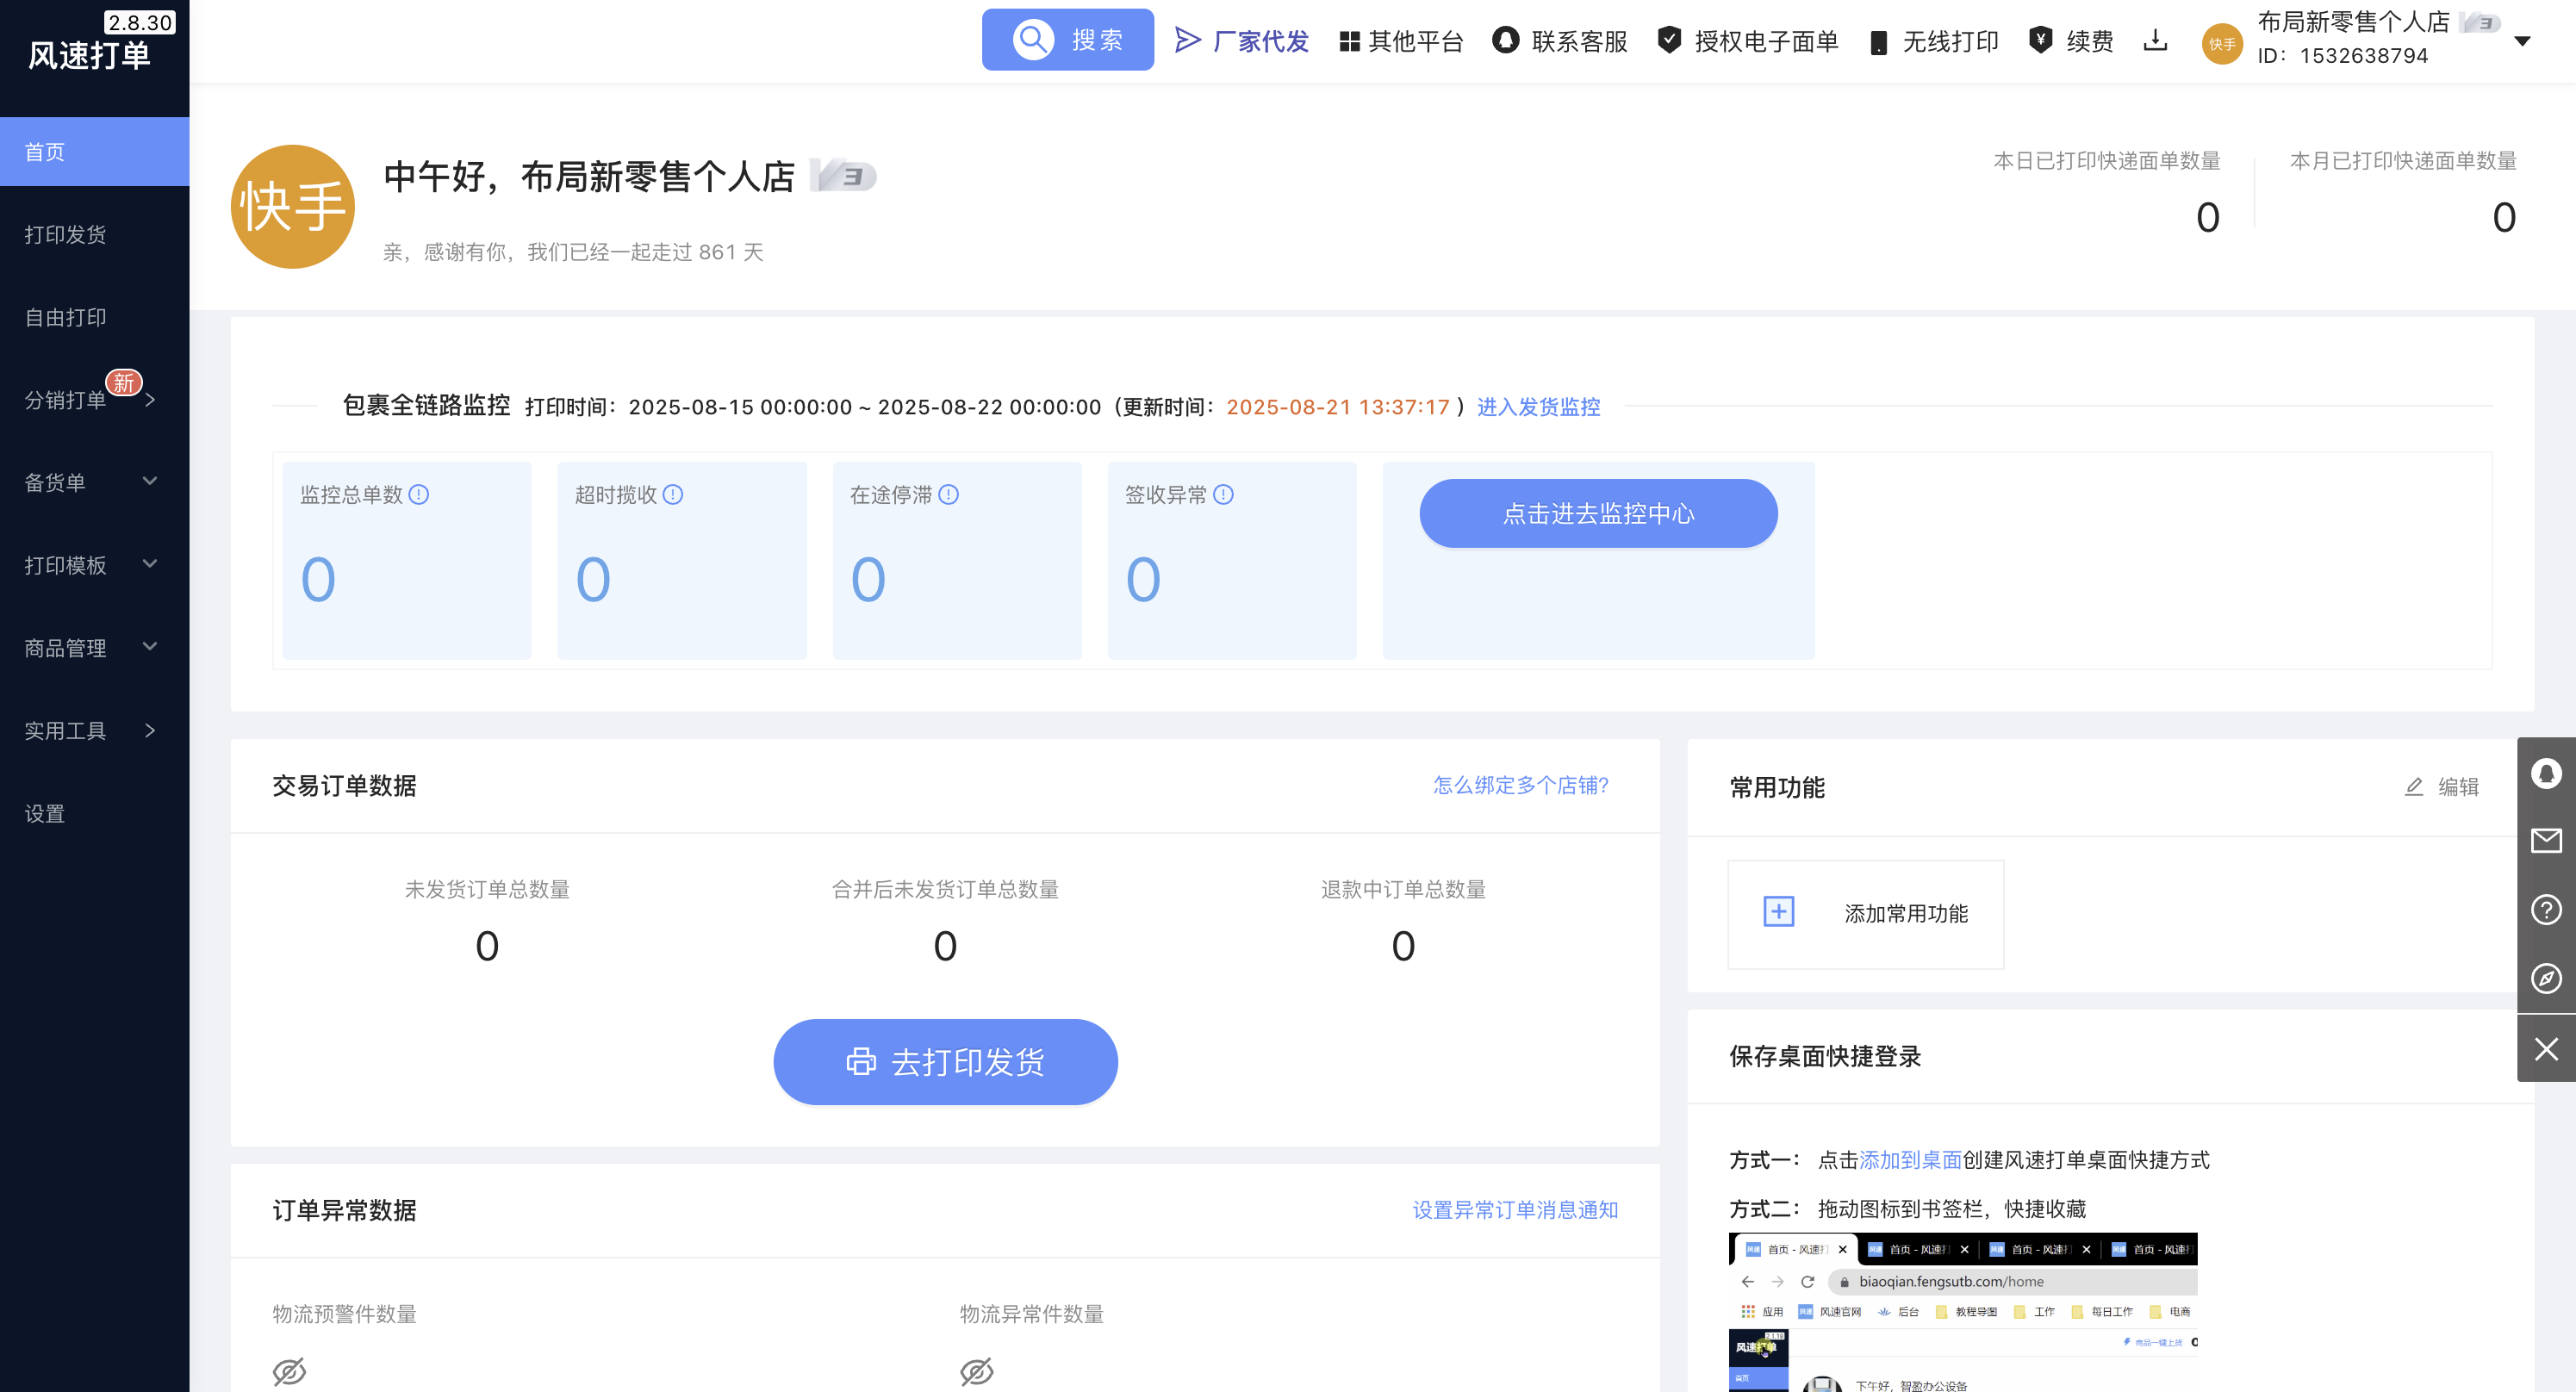 2.8.30
风速打单
搜索
厂家代发
其他平台
联系客服
授权电子面单
无线打印
续费
快手
布局新零售个人店 V3
ID：1532638794
首页
打印发货
自由打印
分销打单 新
备货单
打印模板
商品管理
实用工具
设置
快手
中午好，布局新零售个人店 V3
亲，感谢有你，我们已经一起走过 861 天
本日已打印快递面单数量
0
本月已打印快递面单数量
0
包裹全链路监控 打印时间：2025-08-15 00:00:00 ~ 2025-08-22 00:00:00（更新时间：2025-08-21 13:37:17 ）进入发货监控
监控总单数
0
超时揽收
0
在途停滞
0
签收异常
0
点击进去监控中心
交易订单数据
怎么绑定多个店铺?
未发货订单总数量
0
合并后未发货订单总数量
0
退款中订单总数量
0
去打印发货
订单异常数据
设置异常订单消息通知
物流预警件数量
物流异常件数量
常用功能
编辑
添加常用功能
保存桌面快捷登录
方式一： 点击添加到桌面创建风速打单桌面快捷方式
方式二： 拖动图标到书签栏，快捷收藏
首页 - 风速打
首页 - 风速打
首页 - 风速打
首页 - 风速打
biaoqian.fengsutb.com/home
应用
风速官网
后台
教程导图
工作
每日工作
电商
风速打单
商品一键上货
首页
下午好，智盈办公设备